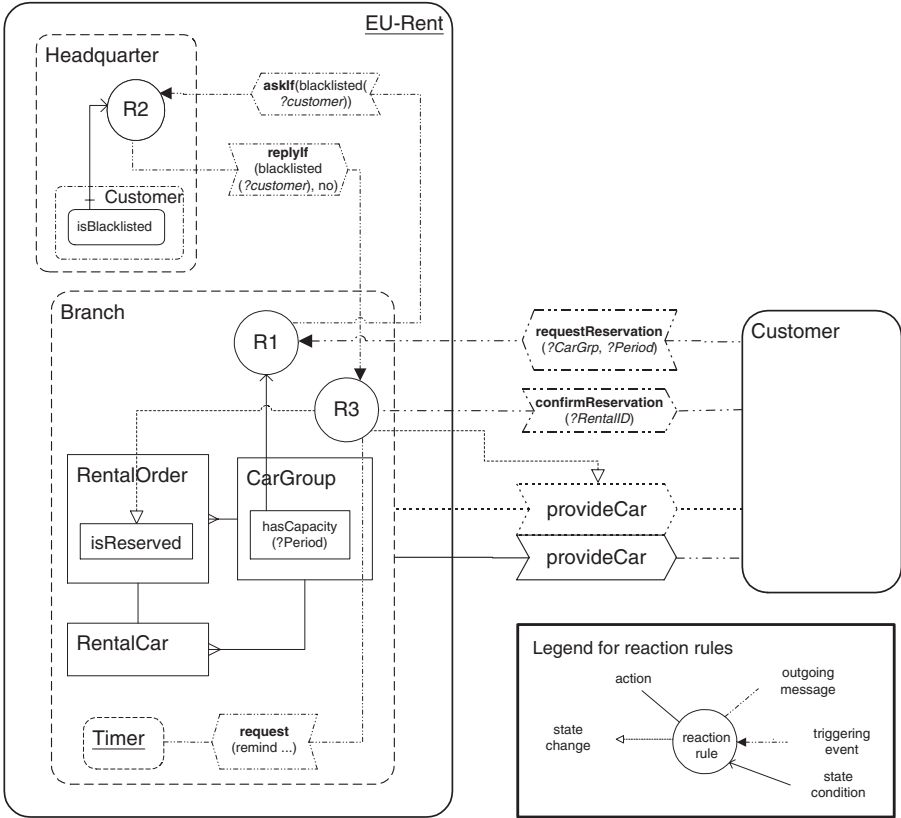 EU-Rent
Headquarter
R2
askIf(blacklisted(
?customer))
replyIf
(blacklisted
(?customer), no)
Customer
isBlacklisted
Branch
R1
requestReservation
(?CarGrp, ?Period)
Customer
R3
confirmReservation
(?RentalID)
RentalOrder
CarGroup
isReserved
hasCapacity
(?Period)
provideCar
provideCar
RentalCar
Timer
request
(remind ...)
Legend for reaction rules
action
outgoing
message
state
change
reaction
rule
triggering
event
state
condition